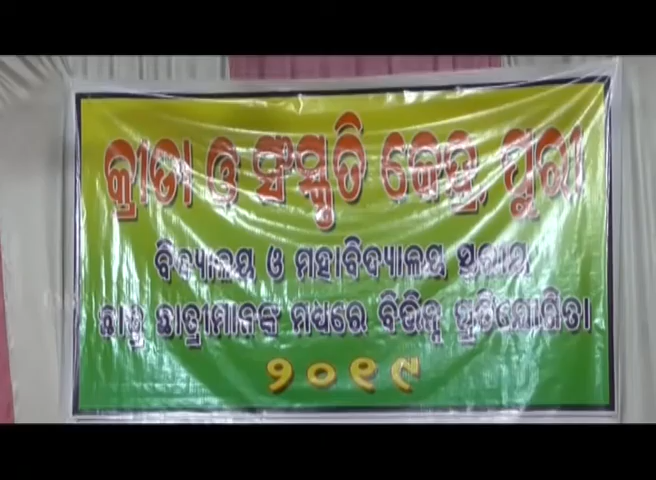 କ୍ରୀଡା ଓ ସଂସ୍କୃତି କେନ୍ଦ୍ର, ପୁରୀ
ବିଦ୍ୟାଳୟ ଓ ମହାବିଦ୍ୟାଳୟ ସ୍ତରୀୟ
ଛାତ୍ର ଛାତ୍ରୀମାନଙ୍କ ମଧ୍ୟରେ ବିଭିନ୍ନ ପ୍ରତିଯୋଗିତା
୨୦୧୯